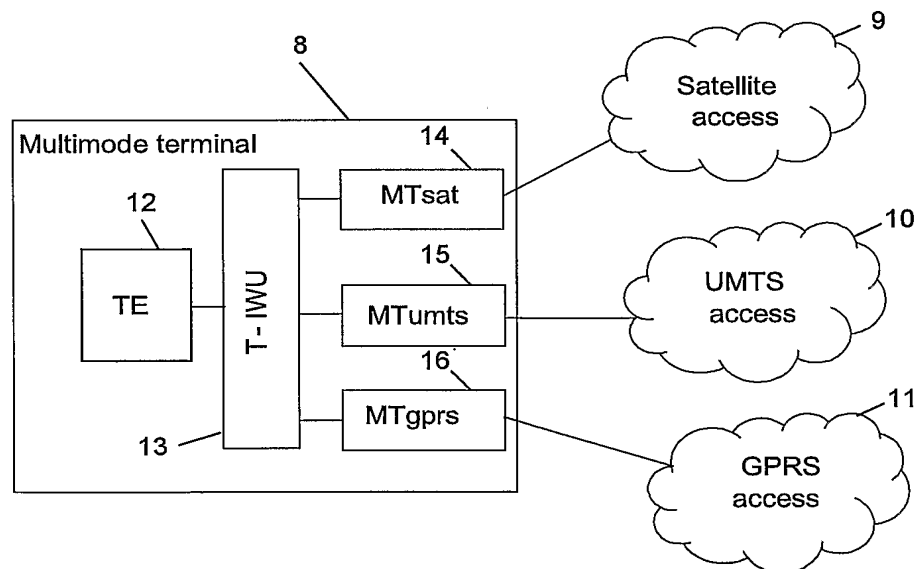 8
9
Satellite
access
Multimode terminal
14
MTsat
12
TE
T- IWU
10
UMTS
access
15
MTumts
16
MTgprs
13
11
GPRS
access